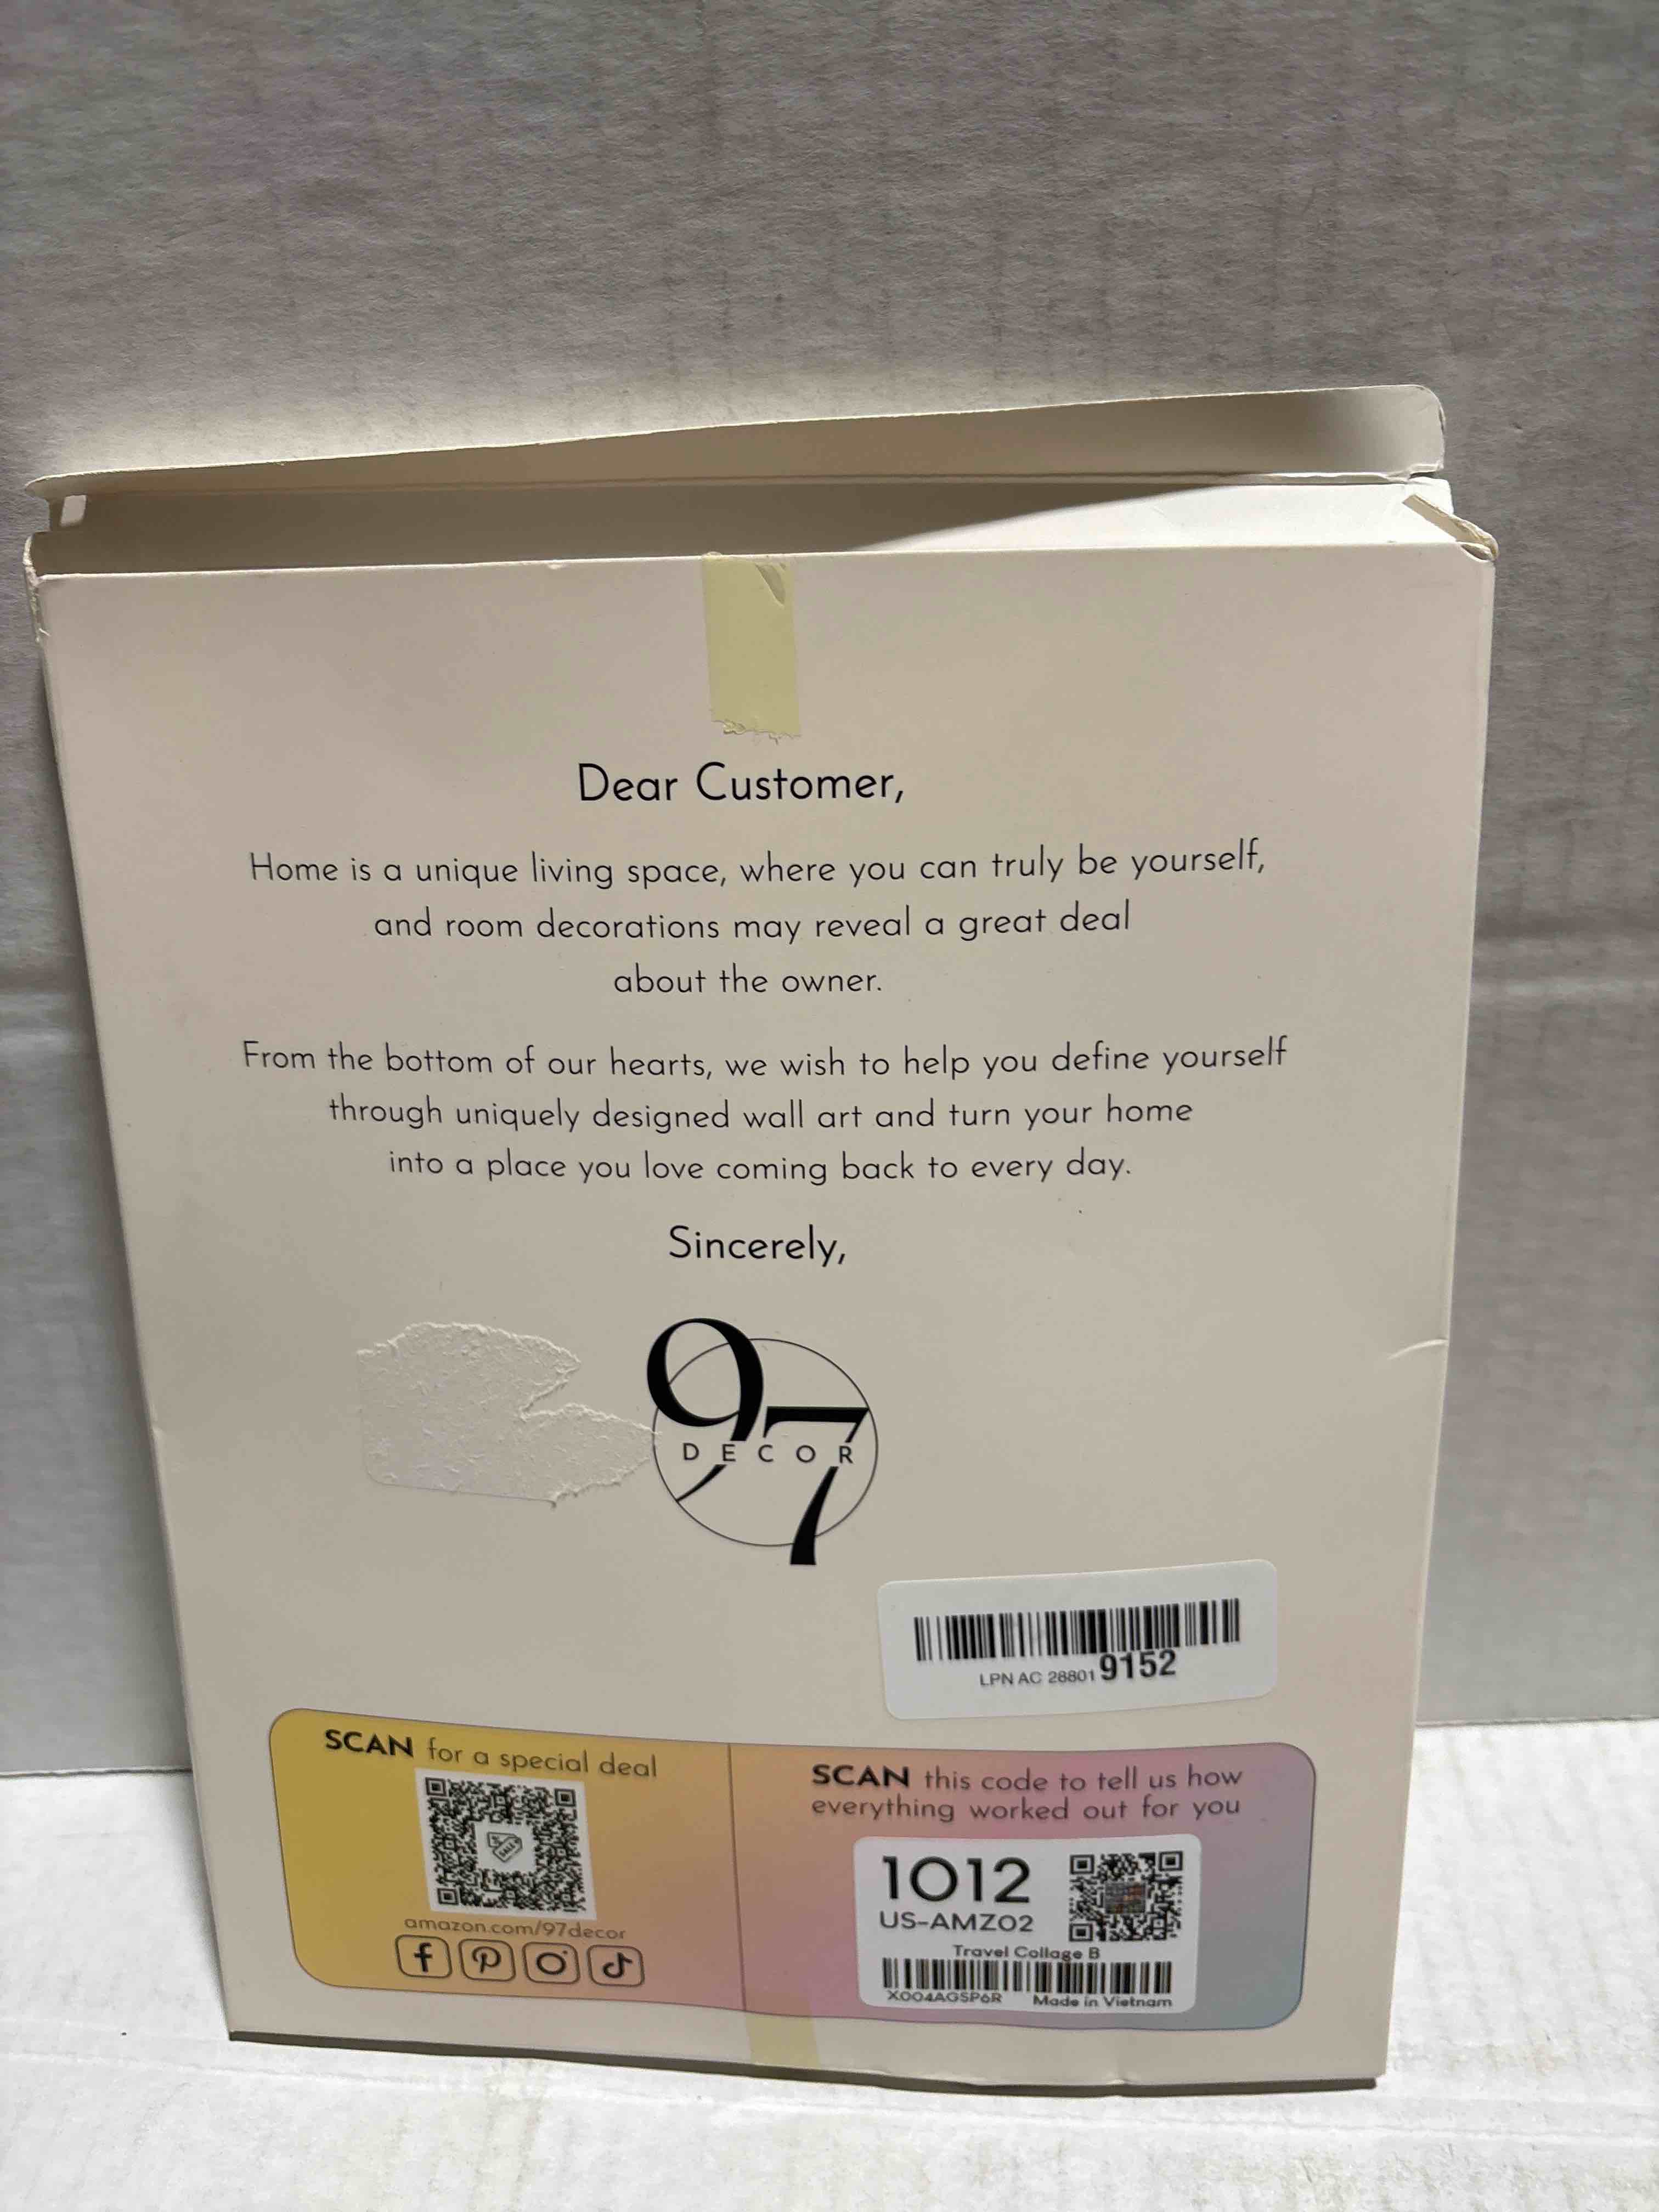 Dear Customer,
Home is a unique living space, where you can truly be yourself,
and room decorations may reveal a great deal
about the owner.
From the bottom of our hearts, we wish to help you define yourself
through uniquely designed wall art and turn your home
into a place you love coming back to every day.
Sincerely,
97
DECOR
LPN AC 288019152
SCAN for a special deal
SALE
amazon.com/97decor
SCAN this code to tell us how
everything worked out for you
1012
US-AMZ02
Travel Collage B
X004AGSP6R Made in Vietnam